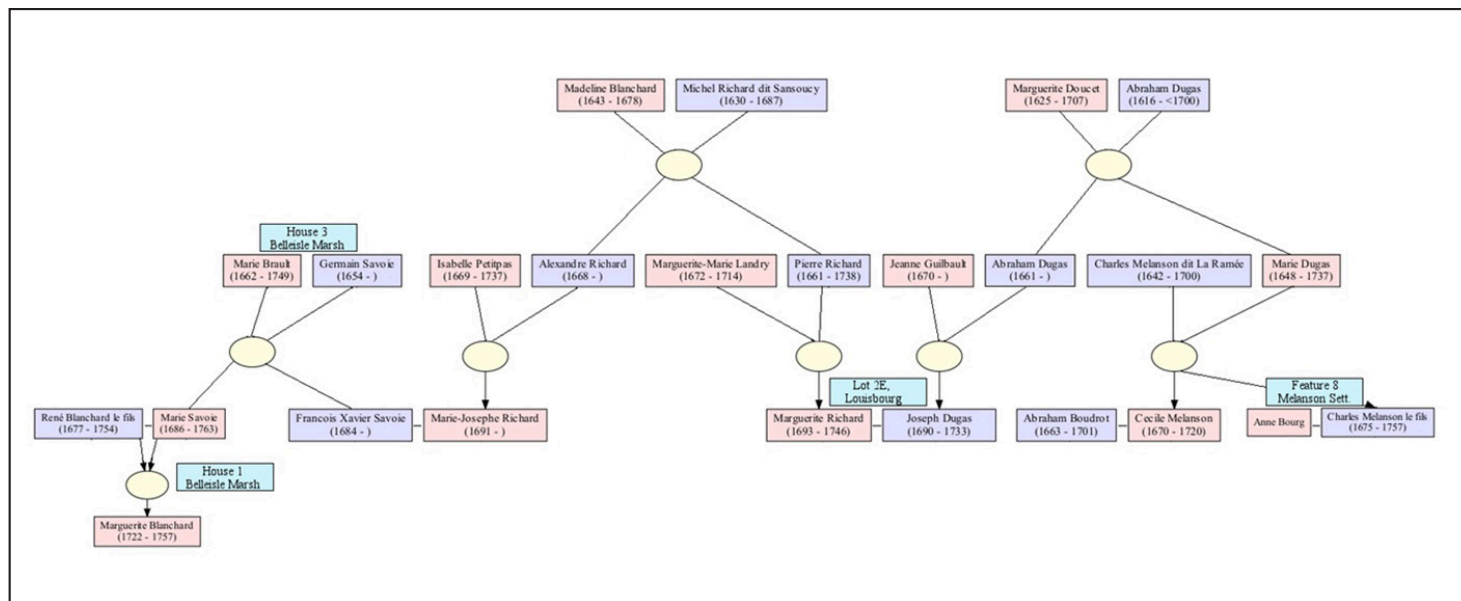 Madeline Blanchard
(1643 - 1678)
Michel Richard dit Sansoucy
(1630 - 1687)
Marguerite Doucet
(1625 - 1707)
Abraham Dugas
(1616 - <1700)
House 3
Belleisle Marsh
Marie Brault
(1662 - 1749)
Germain Savoie
(1654 - )
Isabelle Petitpas
(1669 - 1737)
Alexandre Richard
(1668 - )
Marguerite-Marie Landry
(1672 - 1714)
Pierre Richard
(1661 - 1738)
Jeanne Guilbault
(1670 - )
Abraham Dugas
(1661 - )
Charles Melanson dit La Ramée
(1642 - 1700)
Marie Dugas
(1648 - 1737)
Lot 2E,
Louisbourg
Feature 8
Melanson Sett.
René Blanchard le fils
(1677 - 1754)
Marie Savoie
(1686 - 1763)
Francois Xavier Savoie
(1684 - )
Marie-Josephe Richard
(1691 - )
Marguerite Richard
(1693 - 1746)
Joseph Dugas
(1690 - 1733)
Abraham Boudrot
(1663 - 1701)
Cecile Melanson
(1670 - 1720)
Anne Bourg
Charles Melanson le fils
(1675 - 1757)
House 1
Belleisle Marsh
Marguerite Blanchard
(1722 - 1757)